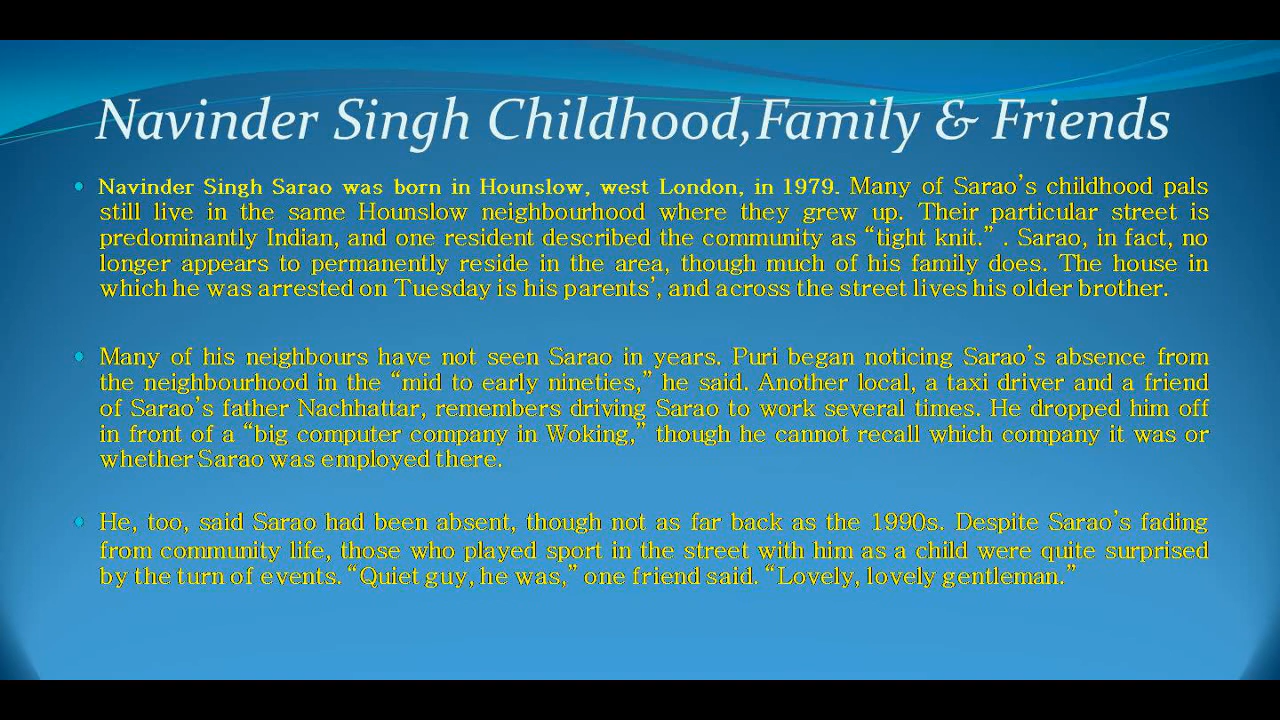 Navinder Singh Childhood,Family & Friends
Navinder Singh Sarao was born in Hounslow, west London, in 1979. Many of Sarao's childhood pals
still live in the same Hounslow neighbourhood where they grew up. Their particular street is
predominantly Indian, and one resident described the community as “tight knit.” . Sarao, in fact, no
longer appears to permanently reside in the area, though much of his family does. The house in
which he was arrested on Tuesday is his parents’, and across the street lives his older brother.
Many of his neighbours have not seen Sarao in years. Puri began noticing Sarao’s absence from
the neighbourhood in the “mid to early nineties,” he said. Another local, a taxi driver and a friend
of Sarao’s father Nachhattar, remembers driving Sarao to work several times. He dropped him off
in front of a “big computer company in Woking,” though he cannot recall which company it was or
whether Sarao was employed there.
He, too, said Sarao had been absent, though not as far back as the 1990s. Despite Sarao’s fading
from community life, those who played sport in the street with him as a child were quite surprised
by the turn of events. “Quiet guy, he was,” one friend said. “Lovely, lovely gentleman.”